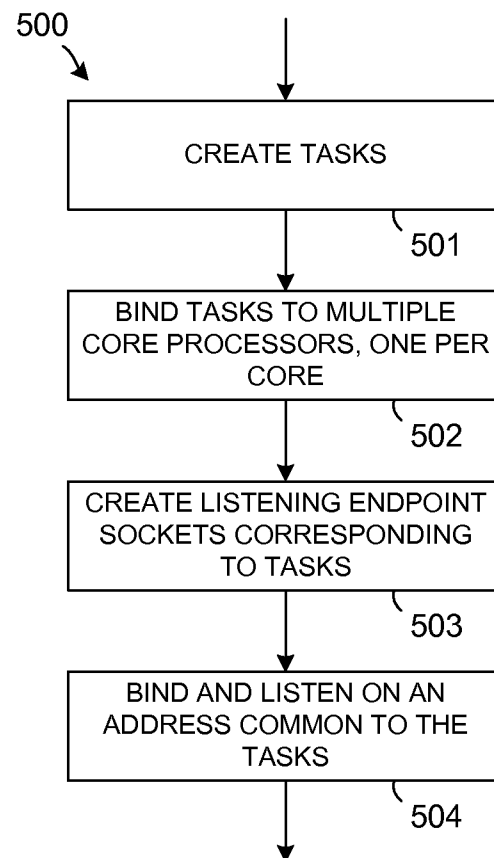 500
CREATE TASKS
501
BIND TASKS TO MULTIPLE
CORE PROCESSORS, ONE PER
CORE
502
CREATE LISTENING ENDPOINT
SOCKETS CORRESPONDING
TO TASKS
503
BIND AND LISTEN ON AN
ADDRESS COMMON TO THE
TASKS
504